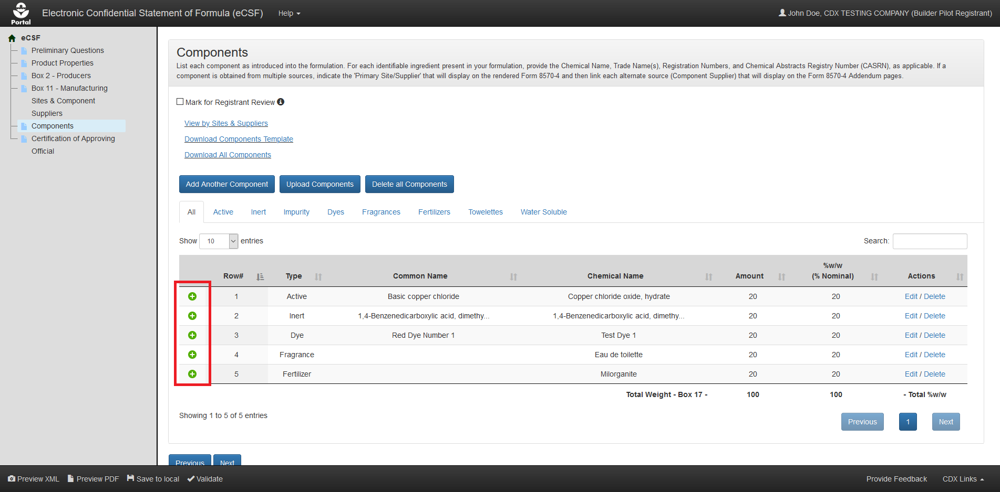 Portal
Electronic Confidential Statement of Formula (eCSF)
Help
John Doe, CDX TESTING COMPANY (Builder Pilot Registrant)
eCSF
Preliminary Questions
Product Properties
Box 2 - Producers
Box 11 - Manufacturing
Sites & Component
Suppliers
Components
Certification of Approving
Official
Components
List each component as introduced into the formulation. For each identifiable ingredient present in your formulation, provide the Chemical Name, Trade Name(s), Registration Numbers, and Chemical Abstracts Registry Number (CASRN), as applicable. If a
component is obtained from multiple sources, indicate the 'Primary Site/Supplier' that will display on the rendered Form 8570-4 and then link each alternate source (Component Supplier) that will display on the Form 8570-4 Addendum pages.
Mark for Registrant Review
View by Sites & Suppliers
Download Components Template
Download All Components
Add Another Component Upload Components Delete all Components
All Active Inert Impurity Dyes Fragrances Fertilizers Towelettes Water Soluble
Show 10 entries Search:
Row# Type Common Name Chemical Name Amount %w/w (% Nominal) Actions
1 Active Basic copper chloride Copper chloride oxide, hydrate 20 20 Edit / Delete
2 Inert 1,4-Benzenedicarboxylic acid, dimethy... 1,4-Benzenedicarboxylic acid, dimethy... 20 20 Edit / Delete
3 Dye Red Dye Number 1 Test Dye 1 20 20 Edit / Delete
4 Fragrance Eau de toilette 20 20 Edit / Delete
5 Fertilizer Milorganite 20 20 Edit / Delete
Total Weight - Box 17 - 100 100 - Total %w/w
Showing 1 to 5 of 5 entries
Previous 1 Next
Previous Next
Preview XML Preview PDF Save to local Validate
Provide Feedback CDX Links